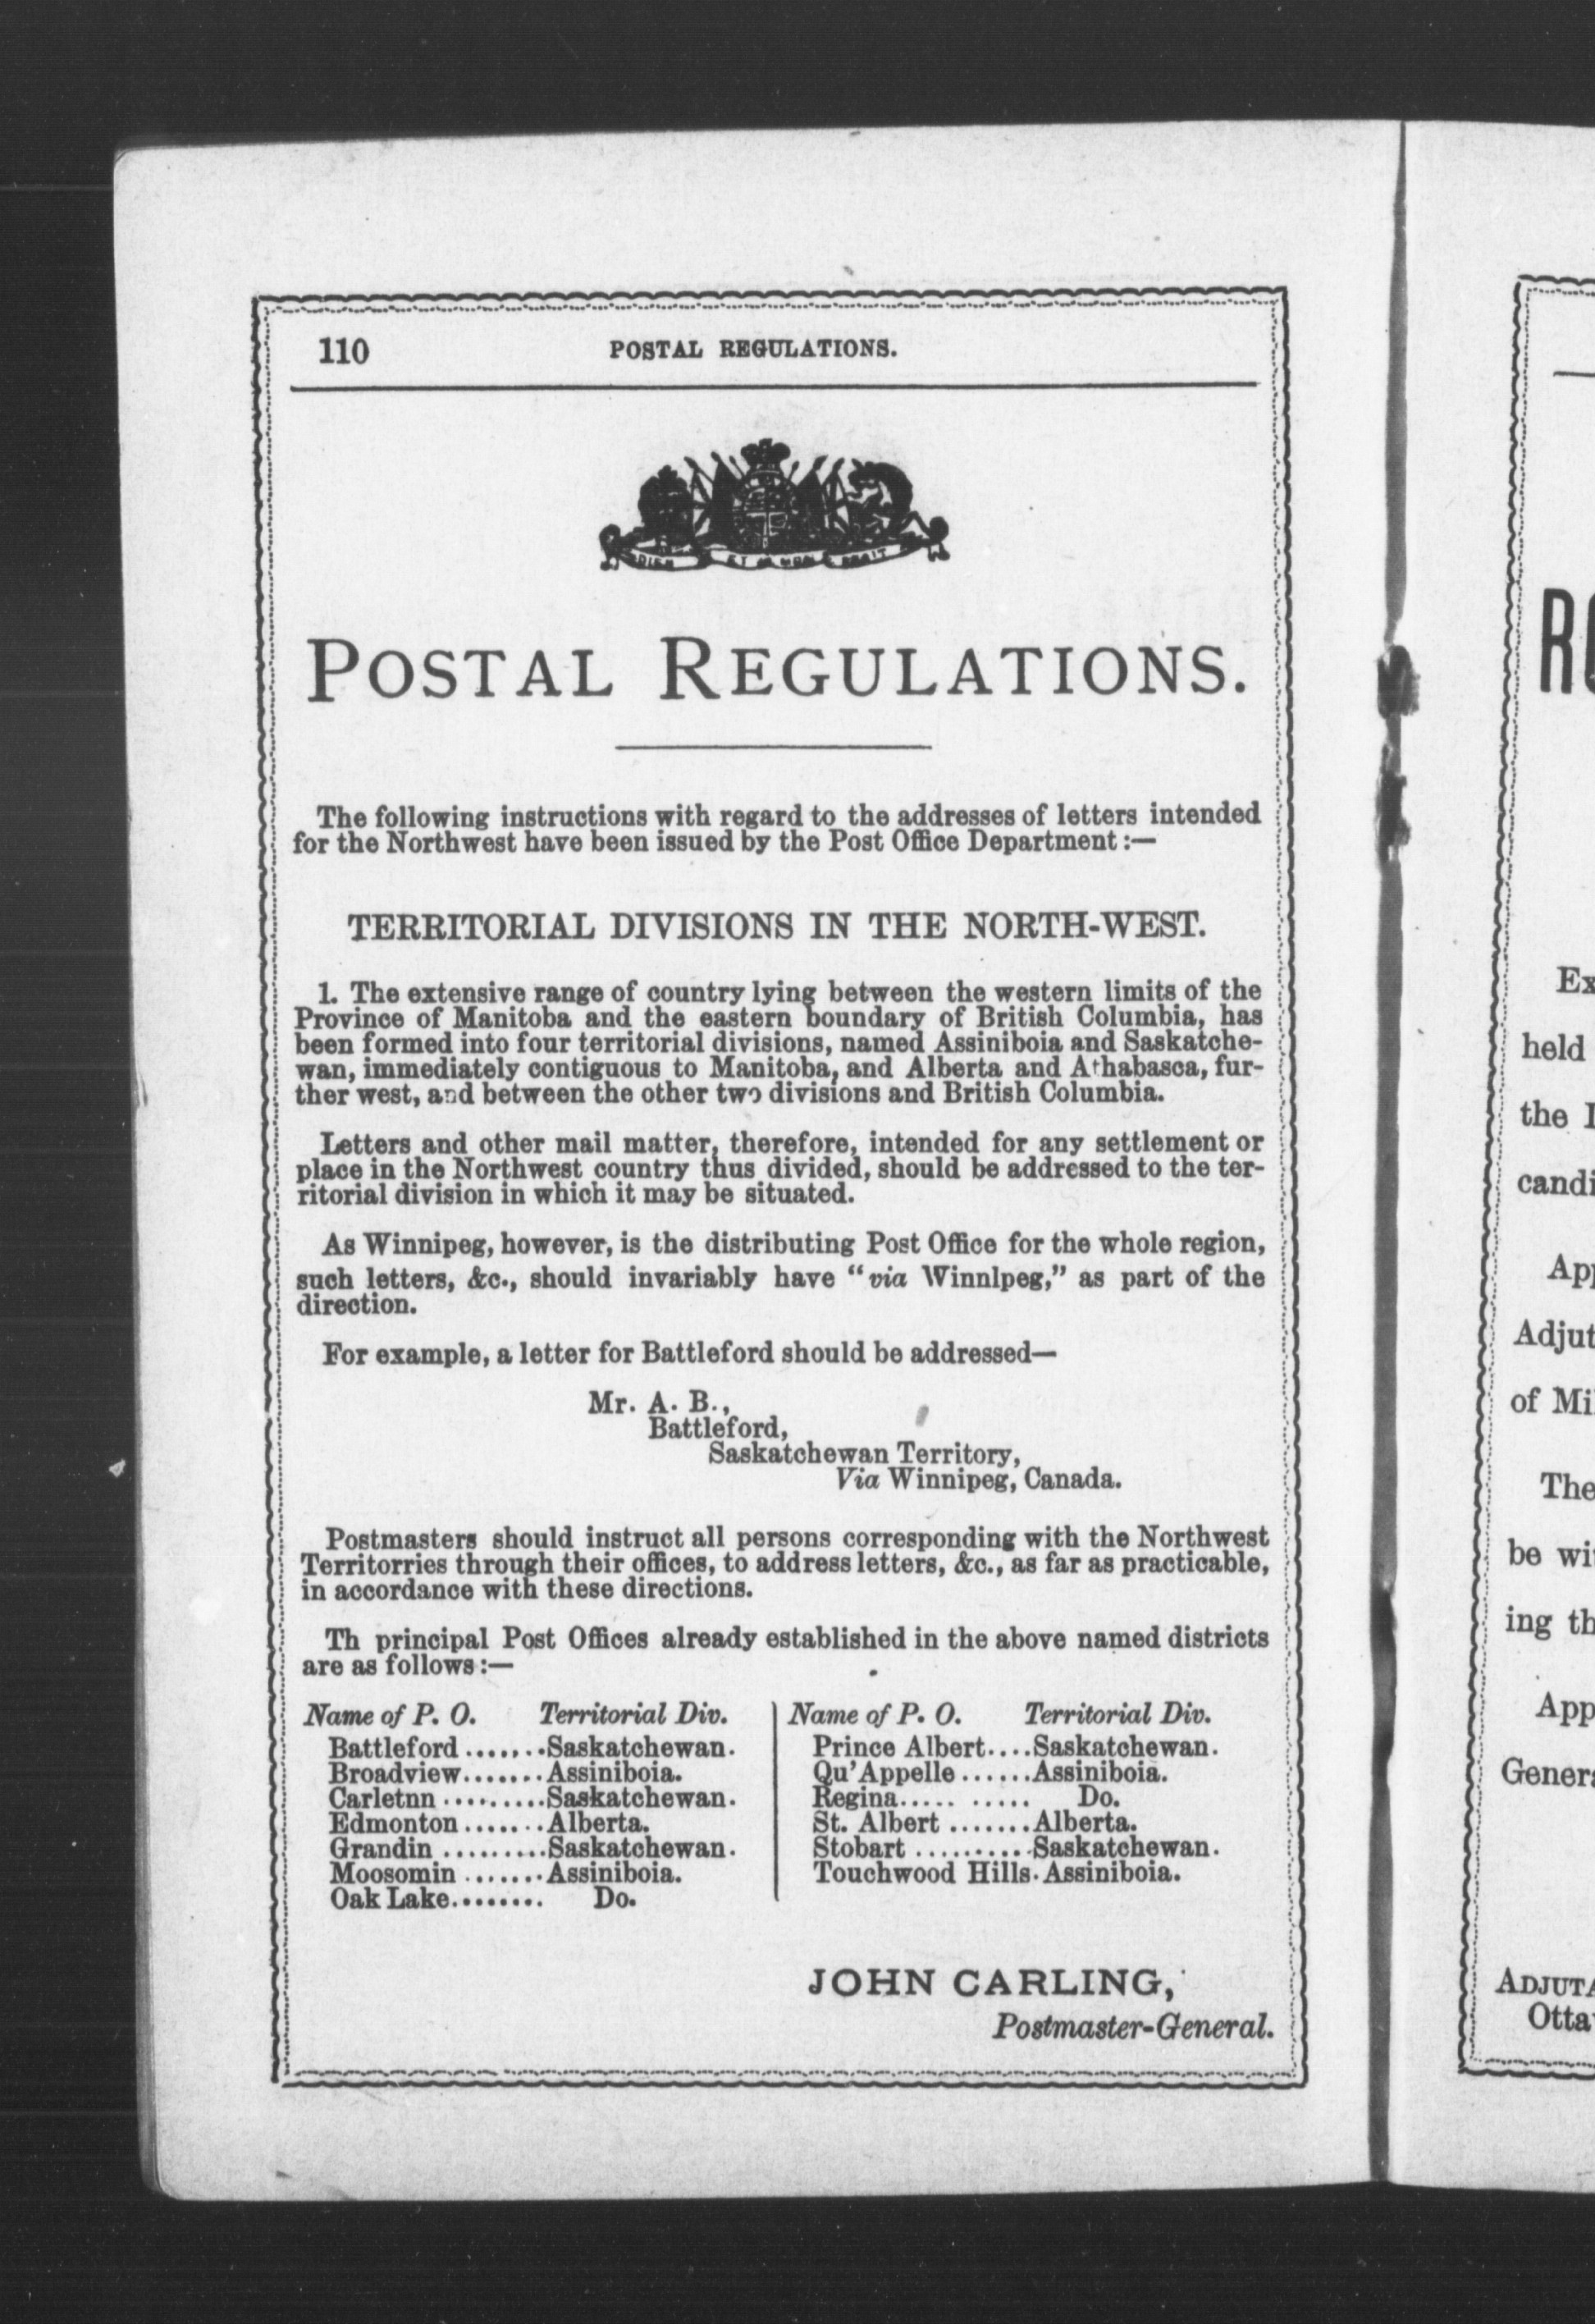 110 POSTAL REGULATIONS.
DIEU ET MON DROIT
POSTAL REGULATIONS.
The following instructions with regard to the addresses of letters intended
for the Northwest have been issued by the Post Office Department :—
TERRITORIAL DIVISIONS IN THE NORTH-WEST.
1. The extensive range of country lying between the western limits of the
Province of Manitoba and the eastern boundary of British Columbia, has
been formed into four territorial divisions, named Assiniboia and Saskatche-
wan, immediately contiguous to Manitoba, and Alberta and Athabasca, fur-
ther west, and between the other two divisions and British Columbia.
Letters and other mail matter, therefore, intended for any settlement or
place in the Northwest country thus divided, should be addressed to the ter-
ritorial division in which it may be situated.
As Winnipeg, however, is the distributing Post Office for the whole region,
such letters, &c., should invariably have "via Winnlpeg," as part of the
direction.
For example, a letter for Battleford should be addressed—
Mr. A. B.,
Battleford,
Saskatchewan Territory,
Via Winnipeg, Canada.
Postmasters should instruct all persons corresponding with the Northwest
Territorries through their offices, to address letters, &c., as far as practicable,
in accordance with these directions.
Th principal Post Offices already established in the above named districts
are as follows :—
Name of P. O. Territorial Div.
Battleford ....... Saskatchewan.
Broadview....... Assiniboia.
Carletnn ......... Saskatchewan.
Edmonton ....... Alberta.
Grandin ......... Saskatchewan.
Moosomin ....... Assiniboia.
Oak Lake........ Do.
Name of P. O. Territorial Div.
Prince Albert.... Saskatchewan.
Qu'Appelle ...... Assiniboia.
Regina..... ..... Do.
St. Albert ....... Alberta.
Stobart .......... Saskatchewan.
Touchwood Hills. Assiniboia.
JOHN CARLING,
Postmaster-General.
Ex
held
the
candi
Adjut
of Mi
The
be wi
ing th
App
Genera
ADJUTA
Otta